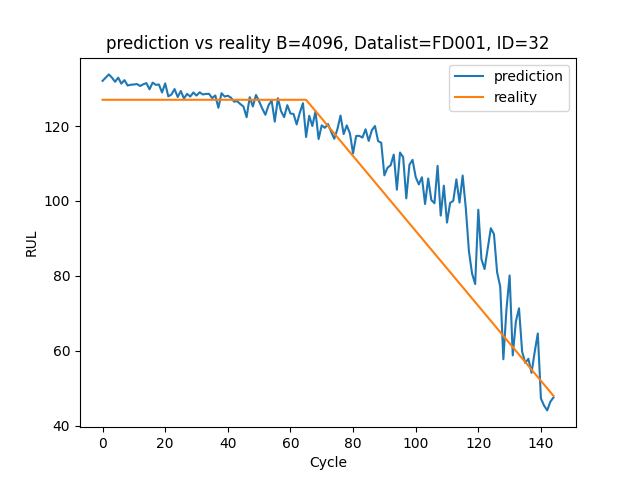 prediction vs reality B=4096, Datalist=FD001, ID=32
prediction
reality
RUL
120
100
80
60
40
0 20 40 60 80 100 120 140
Cycle